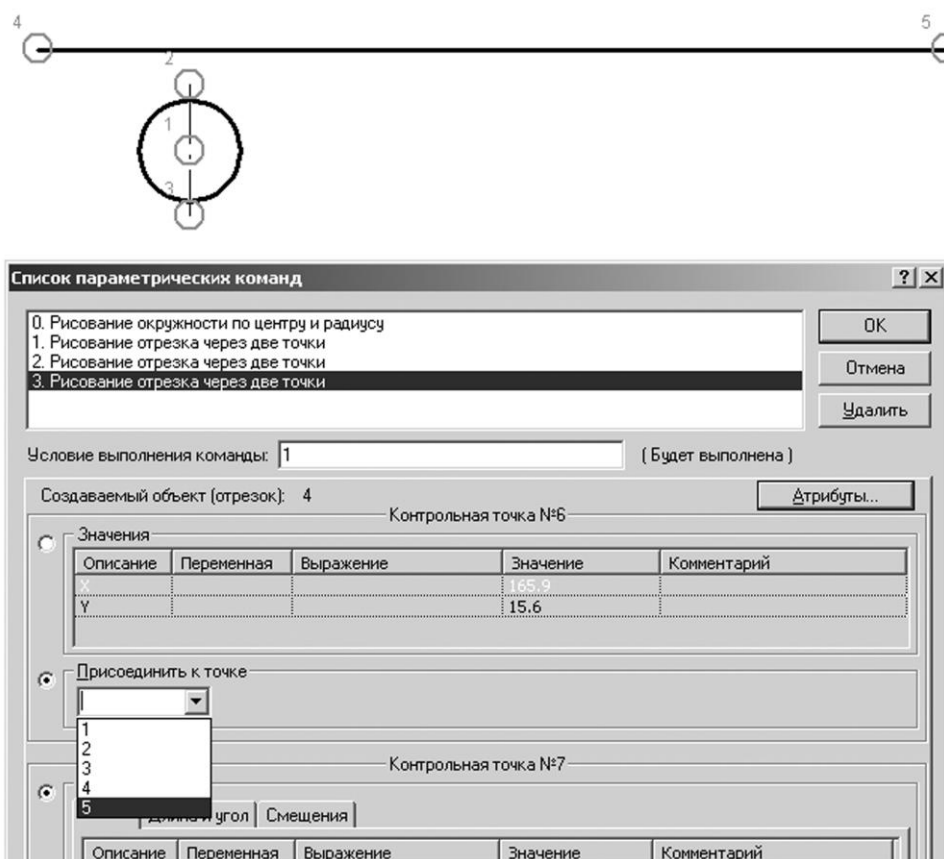 4 5
2
1
3
Список параметрических команд
0. Рисование окружности по центру и радиусу
1. Рисование отрезка через две точки
2. Рисование отрезка через две точки
3. Рисование отрезка через две точки
OK
Отмена
Удалить
Условие выполнения команды: 1 ( Будет выполнена )
Создаваемый объект (отрезок): 4 Атрибуты...
Контрольная точка №6
Значения
Описание Переменная Выражение Значение Комментарий
X 165.9
Y 15.6
Присоединить к точке
1
2
3
4
5
Контрольная точка №7
Длина и угол Смещения
Описание Переменная Выражение Значение Комментарий